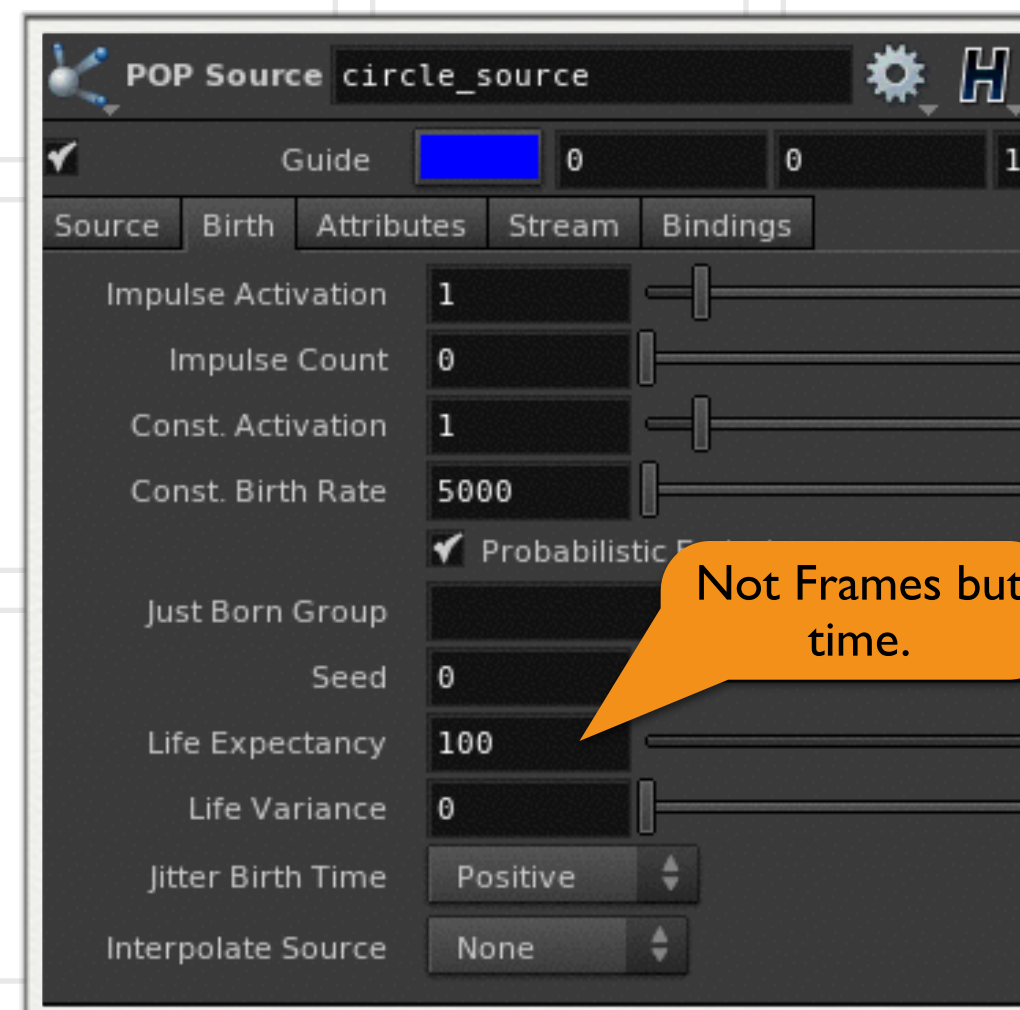 POP Source circle_source H
Guide 0 0 1
Source Birth Attributes Stream Bindings
Impulse Activation 1
Impulse Count 0
Const. Activation 1
Const. Birth Rate 5000
Probabilistic
Not Frames but
time.
Just Born Group
Seed 0
Life Expectancy 100
Life Variance 0
Jitter Birth Time Positive
Interpolate Source None